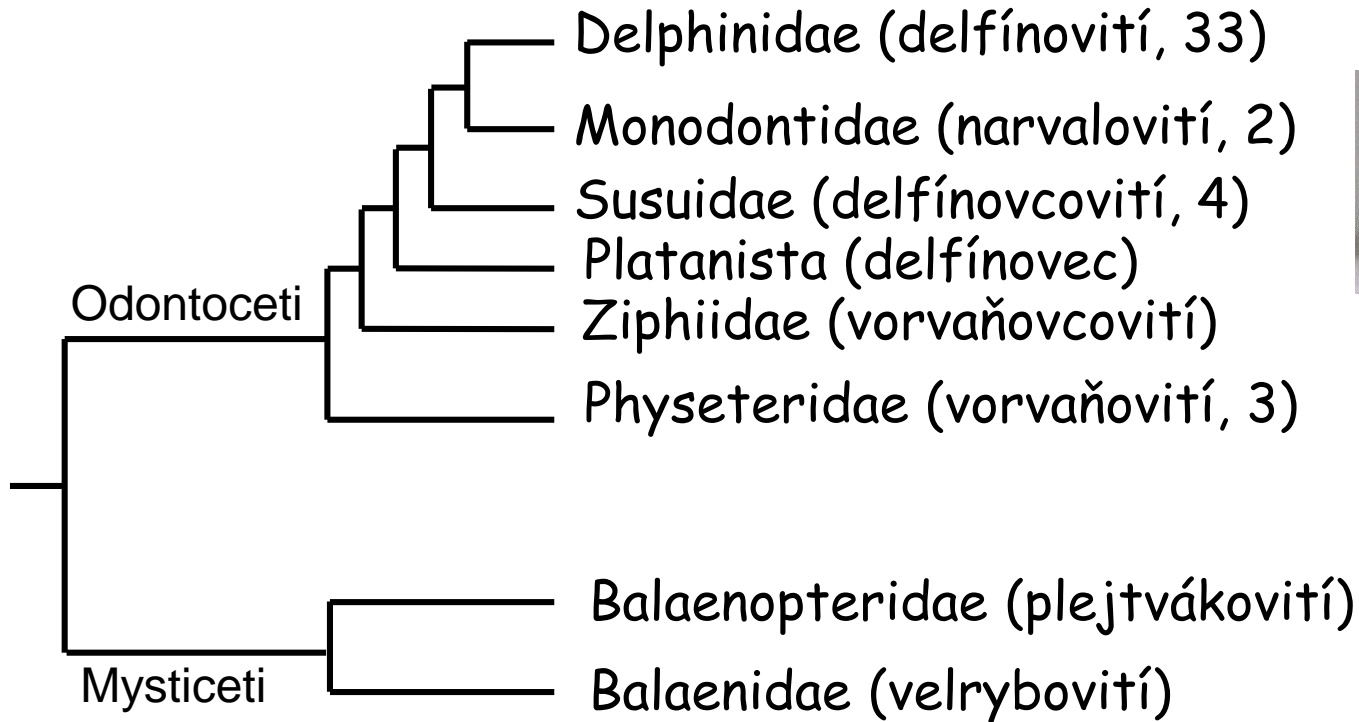 Delphinidae (delfínovití, 33)
Monodontidae (narvalovití, 2)
Susuidae (delfínovcovití, 4)
Platanista (delfínovec)
Odontoceti
Ziphiidae (vorvaňovcovití)
Physeteridae (vorvaňovití, 3)
Balaenopteridae (plejtvákovití)
Mysticeti
Balaenidae (velrybovití)